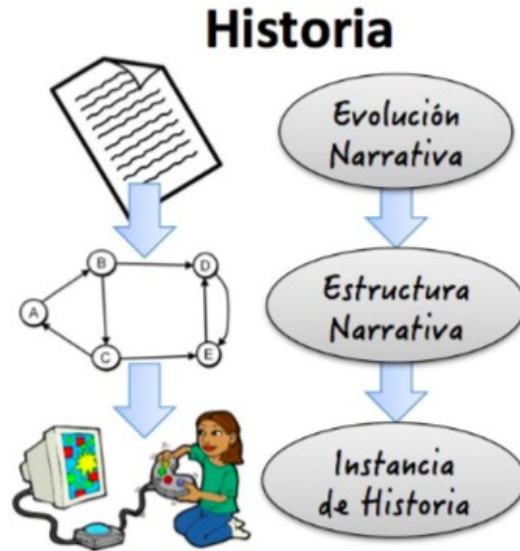 Historia
Evolución
Narrativa
B
D
A
C
E
Estructura
Narrativa
Instancia
de Historia